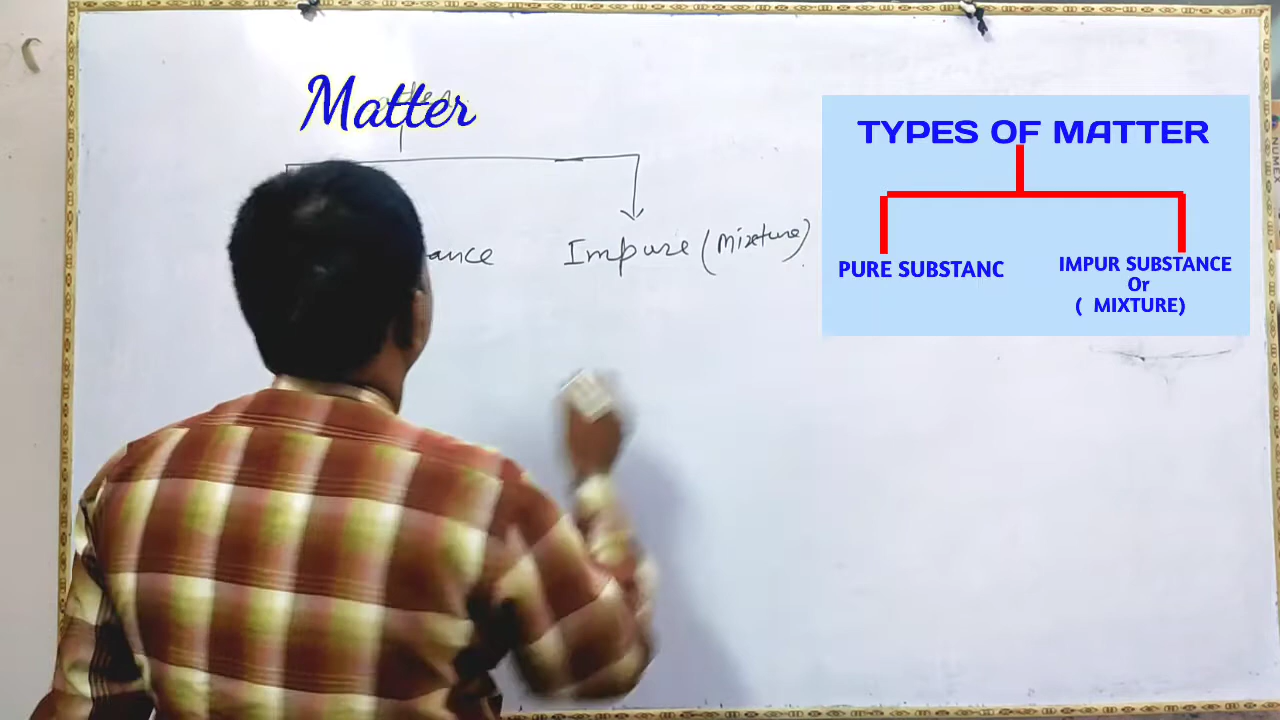 Matter
ance Impure (Mixture)
TYPES OF MATTER
PURE SUBSTANC
IMPUR SUBSTANCE
Or
( MIXTURE)